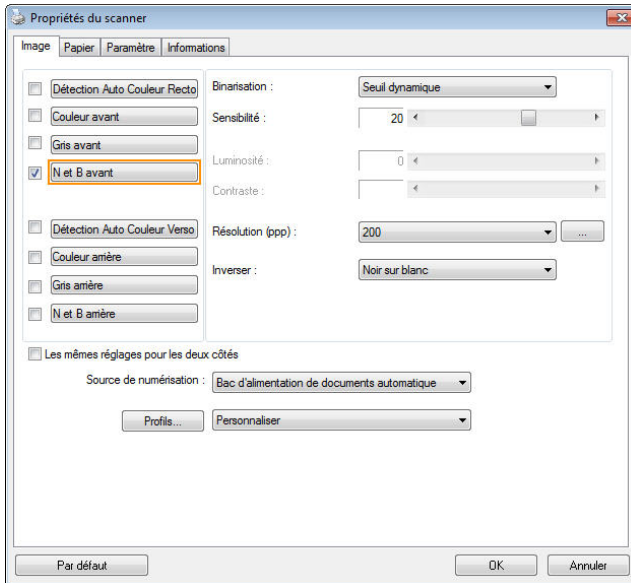 Propriétés du scanner
Image Papier Paramètre Informations
Détection Auto Couleur Recto
Couleur avant
Gris avant
N et B avant
Détection Auto Couleur Verso
Couleur arrière
Gris arrière
N et B arrière
Binarisation : Seuil dynamique
Sensibilité : 20
Luminosité : 0
Contraste :
Résolution (ppp) : 200 ...
Inverser : Noir sur blanc
Les mêmes réglages pour les deux côtés
Source de numérisation : Bac d'alimentation de documents automatique
Profils... Personnaliser
Par défaut OK Annuler